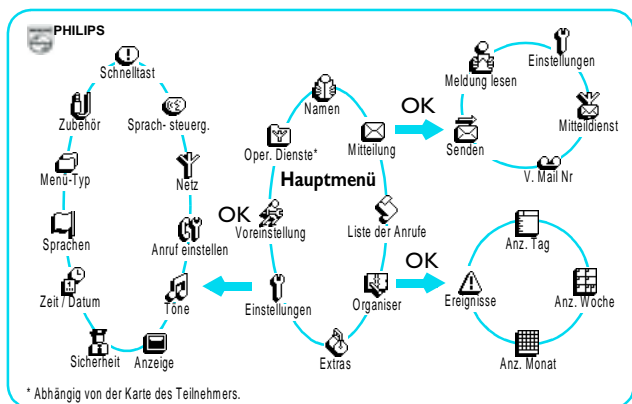 PHILIPS
Schnelltast
Zubehör
Sprach- steuerg.
Menü-Typ
Netz
Sprachen
Anruf einstellen
Zeit / Datum
Töne
Sicherheit
Anzeige
Hauptmenü
Namen
Oper. Dienste*
Mitteilung
OK
Voreinstellung
Liste der Anrufe
Einstellungen
Organiser
Extras
OK
Meldung lesen
Einstellungen
Senden
Mitteildienst
V. Mail Nr
OK
Anz. Tag
Ereignisse
Anz. Woche
Anz. Monat
* Abhängig von der Karte des Teilnehmers.